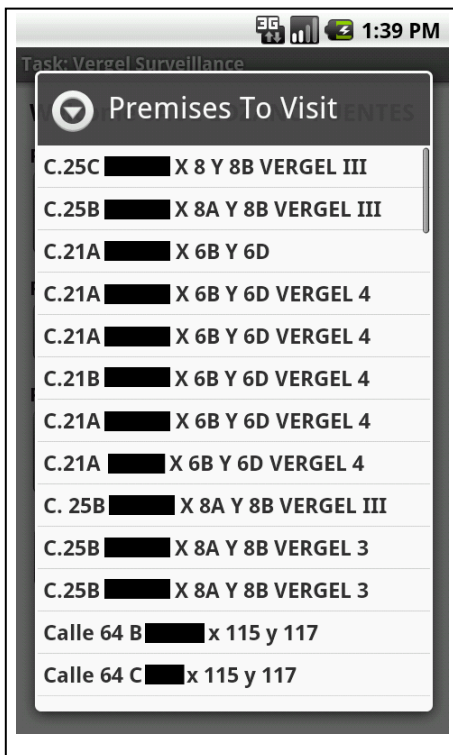 3G 1:39 PM
Task: Vergel Surveillance
Premises To Visit
C.25C X 8 Y 8B VERGEL III
C.25B X 8A Y 8B VERGEL III
C.21A X 6B Y 6D
C.21A X 6B Y 6D VERGEL 4
C.21A X 6B Y 6D VERGEL 4
C.21B X 6B Y 6D VERGEL 4
C.21A X 6B Y 6D VERGEL 4
C.21A X 6B Y 6D VERGEL 4
C. 25B X 8A Y 8B VERGEL III
C.25B X 8A Y 8B VERGEL 3
C.25B X 8A Y 8B VERGEL 3
Calle 64 B x 115 y 117
Calle 64 C x 115 y 117